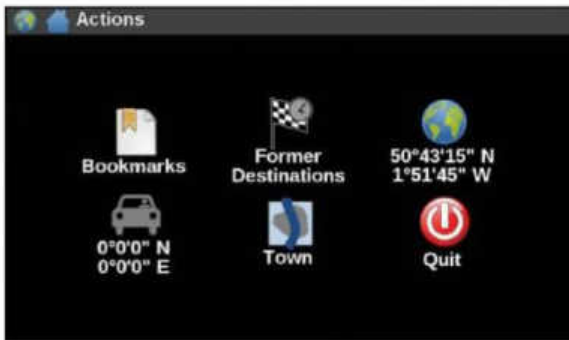 Actions
Bookmarks
Former
Destinations
50°43'15" N
1°51'45" W
0°0'0" N
0°0'0" E
Town
Quit